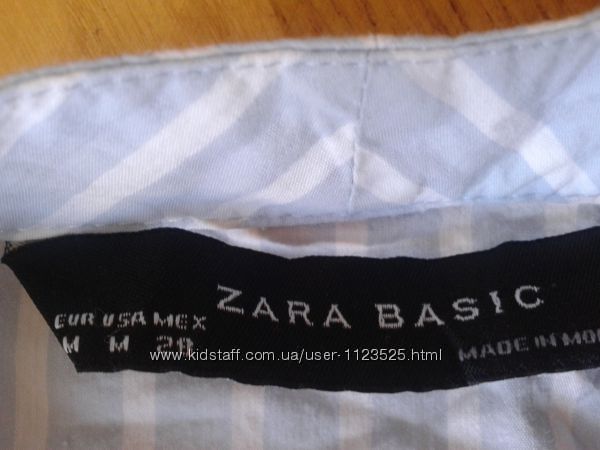 ZARA BASIC
EUR USA MEX
M M 28
MADE IN MO
www.kidstaff.com.ua/user-1123525.html